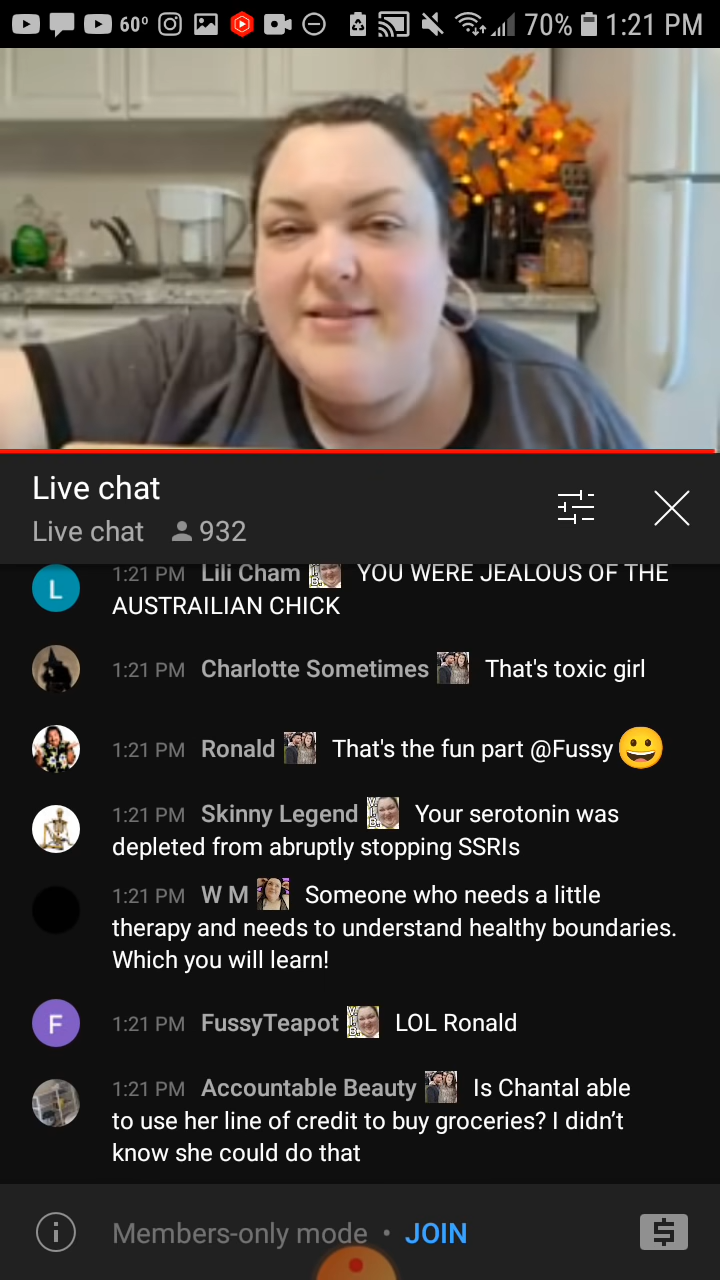 60° 70% 1:21 PM
Live chat
Live chat 932
L 1:21 PM Lili Cham YOU WERE JEALOUS OF THE
AUSTRAILIAN CHICK
1:21 PM Charlotte Sometimes That's toxic girl
1:21 PM Ronald That's the fun part @Fussy 😀
1:21 PM Skinny Legend Your serotonin was
depleted from abruptly stopping SSRIs
1:21 PM W M Someone who needs a little
therapy and needs to understand healthy boundaries.
Which you will learn!
F 1:21 PM FussyTeapot LOL Ronald
1:21 PM Accountable Beauty Is Chantal able
to use her line of credit to buy groceries? I didn't
know she could do that
Members-only mode • JOIN